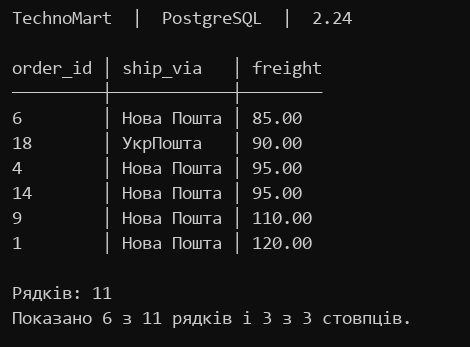 TechnoMart | PostgreSQL | 2.24
order_id | ship_via | freight
6 | Нова Пошта | 85.00
18 | УкрПошта | 90.00
4 | Нова Пошта | 95.00
14 | Нова Пошта | 95.00
9 | Нова Пошта | 110.00
1 | Нова Пошта | 120.00
Рядків: 11
Показано 6 з 11 рядків і 3 з 3 стовпців.